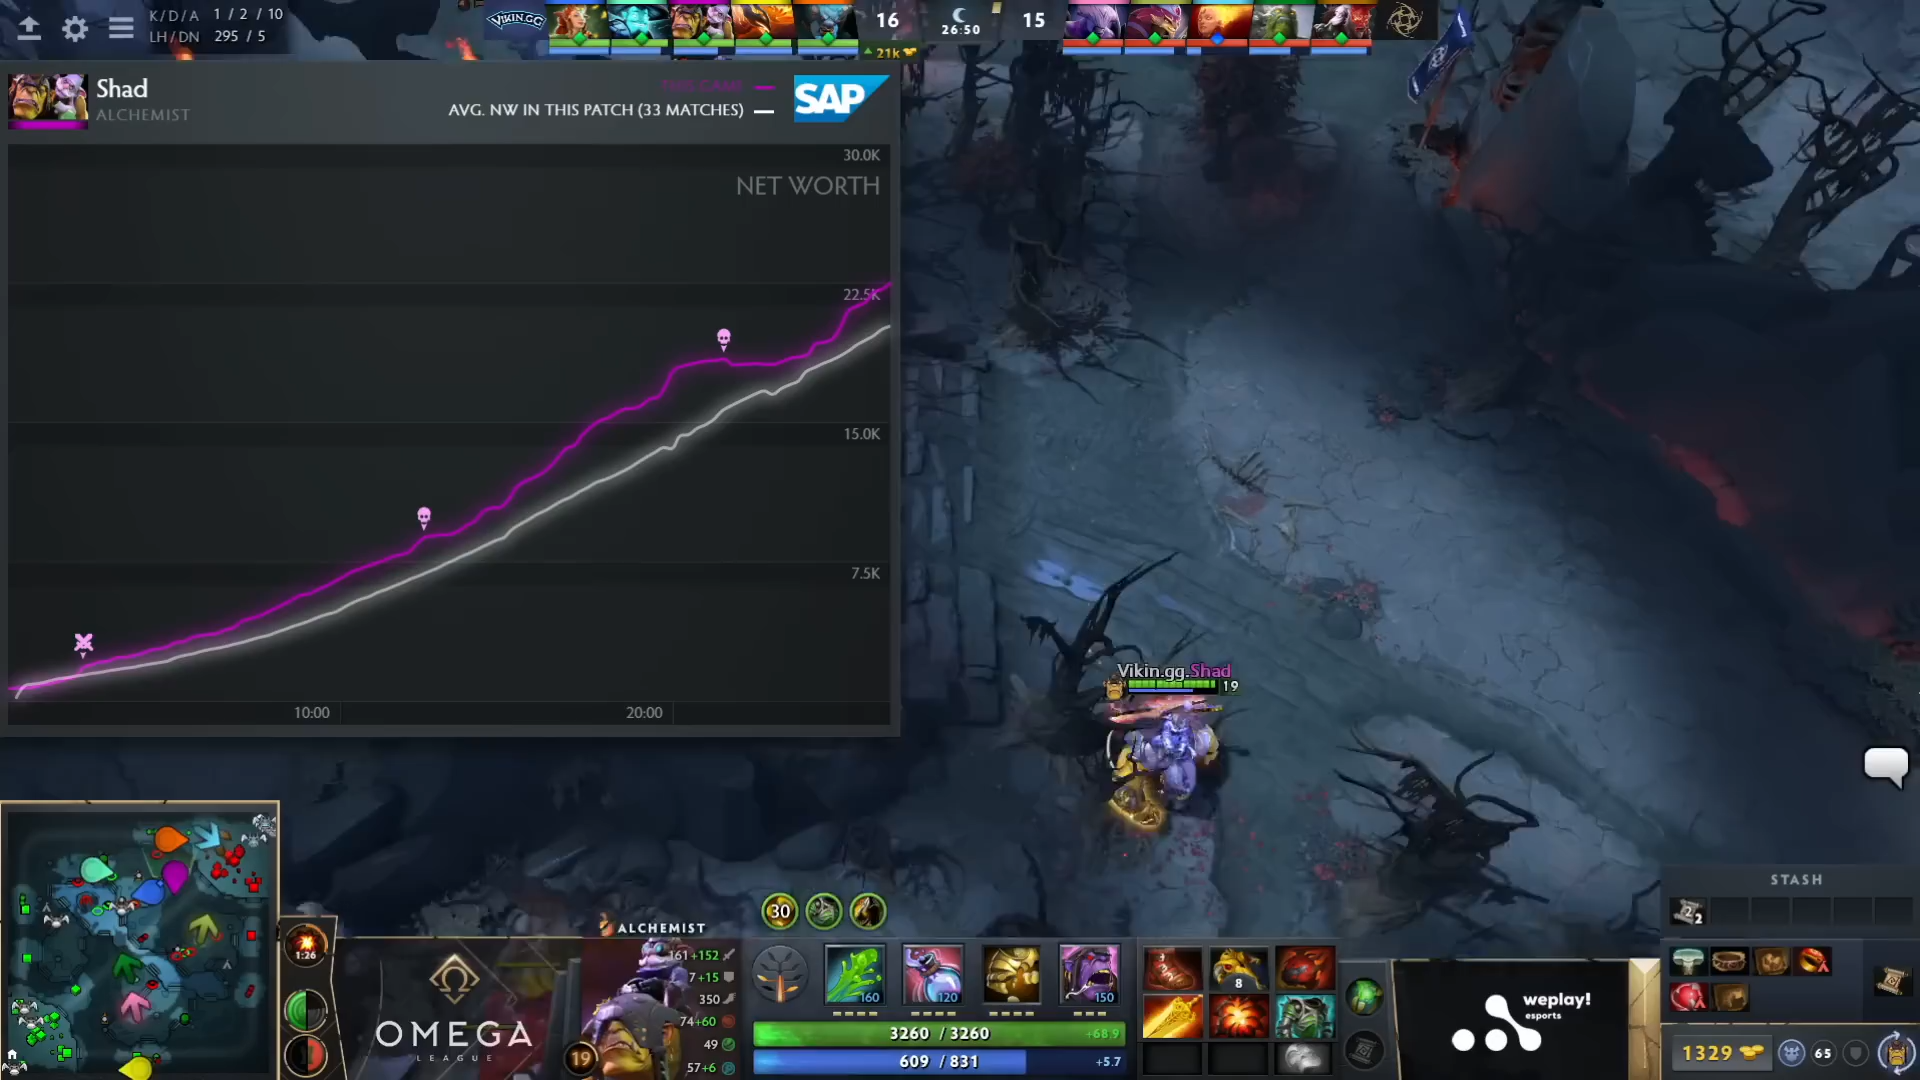 K/D/A 1 / 2 / 10
LH/DN 295 / 5
VIKIN.GG
16
26:50
15
21k
Shad
ALCHEMIST
THIS GAME
AVG. NW IN THIS PATCH (33 MATCHES)
SAP
30.0K
NET WORTH
22.5K
15.0K
7.5K
10:00
20:00
Vikin.gg.Shad
19
STASH
2
1:26
OMEGA
LEAGUE
ALCHEMIST
30
161+152
7+15
350
74+60
49
57+6
19
160
120
150
3260 / 3260
+68.9
609 / 831
+5.7
8
weplay!
esports
1329
65